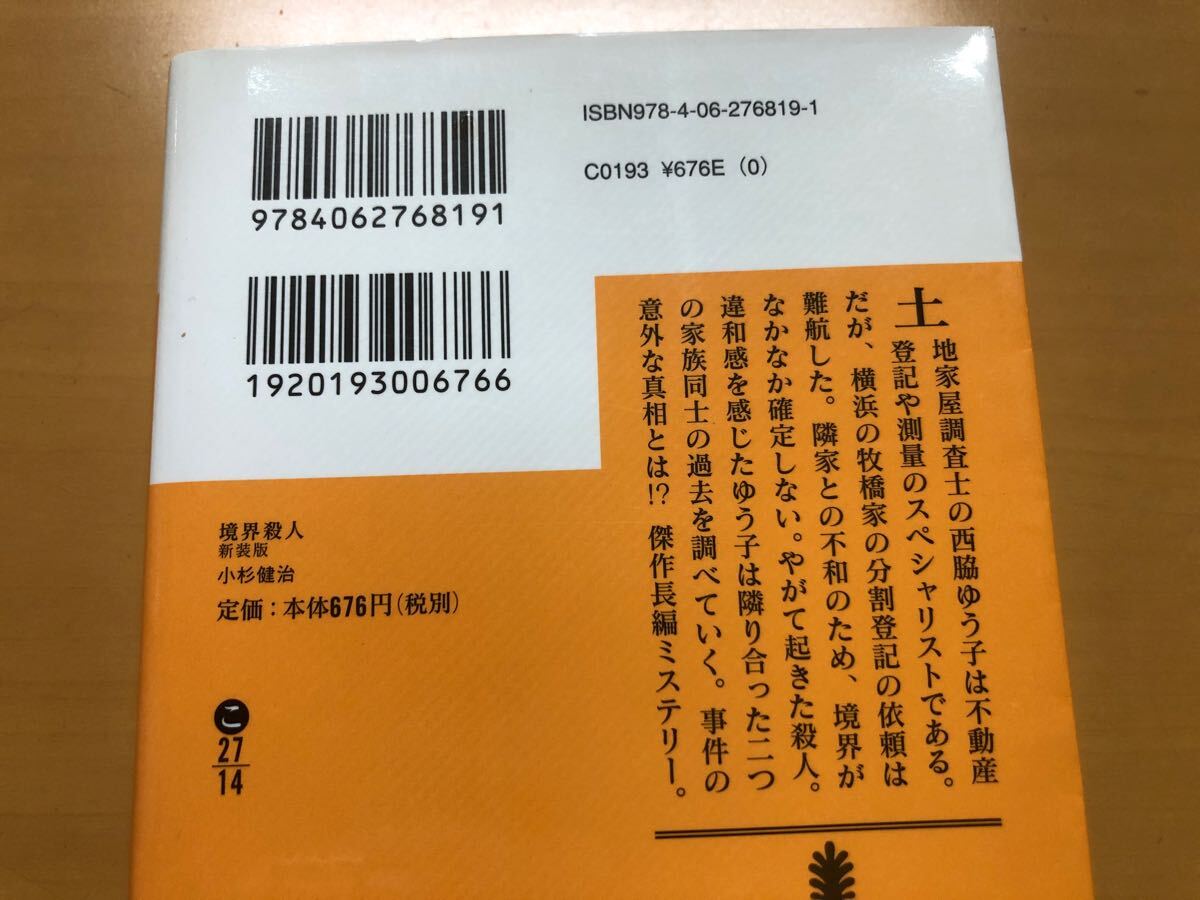 ISBN978-4-06-276819-1
C0193 ¥676E (0)
9784062768191
1920193006766
土地家屋調査士の西脇ゆう子は不動産
登記や測量のスペシャリストである。
だが、横浜の牧橋家の分割登記の依頼は
難航した。隣家との不和のため、境界が
なかなか確定しない。やがて起きた殺人。
違和感を感じたゆう子は隣り合った二つ
の家族同士の過去を調べていく。事件の
意外な真相とは!? 傑作長編ミステリー。
境界殺人
新装版
小杉健治
定価：本体676円（税別）
こ
27
14